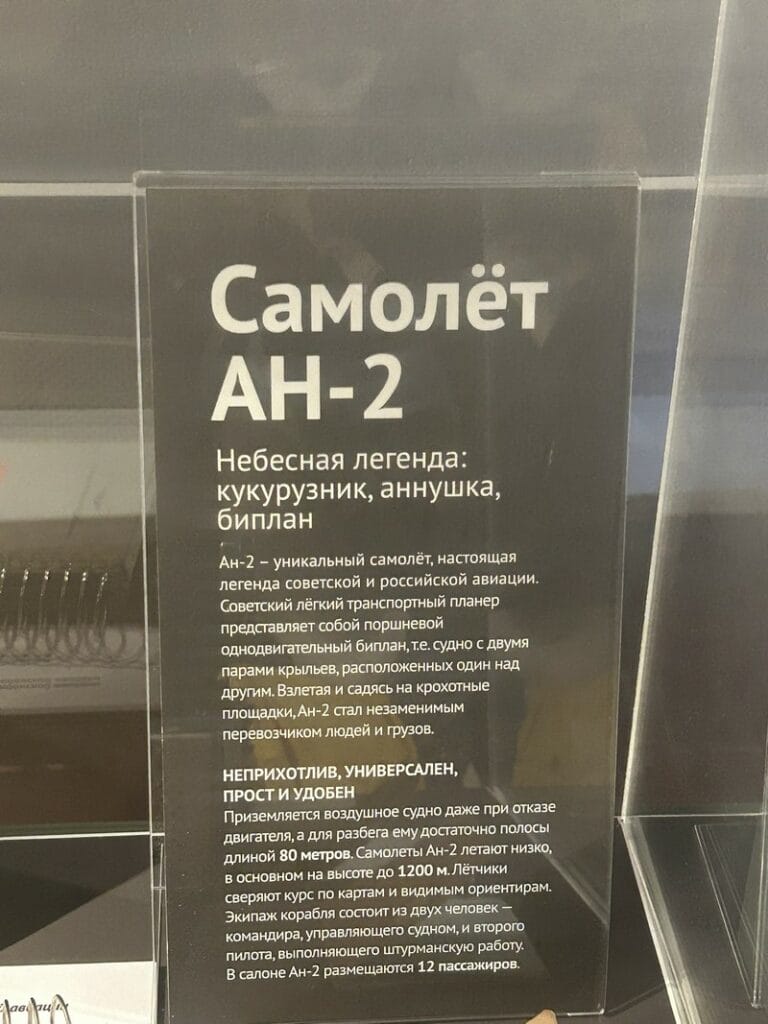 Самолёт
АН-2
Небесная легенда:
кукурузник, аннушка,
биплан
Ан-2 – уникальный самолёт, настоящая
легенда советской и российской авиации.
Советский лёгкий транспортный планер
представляет собой поршневой
однодвигательный биплан, т.е. судно с двумя
парами крыльев, расположенных один над
другим. Взлетая и садясь на крохотные
площадки, Ан-2 стал незаменимым
перевозчиком людей и грузов.
НЕПРИХОТЛИВ, УНИВЕРСАЛЕН,
ПРОСТ И УДОБЕН
Приземляется воздушное судно даже при отказе
двигателя, а для разбега ему достаточно полосы
длиной 80 метров. Самолеты Ан-2 летают низко,
в основном на высоте до 1200 м. Лётчики
сверяют курс по картам и видимым ориентирам.
Экипаж корабля состоит из двух человек —
командира, управляющего судном, и второго
пилота, выполняющего штурманскую работу.
В салоне Ан-2 размещаются 12 пассажиров.